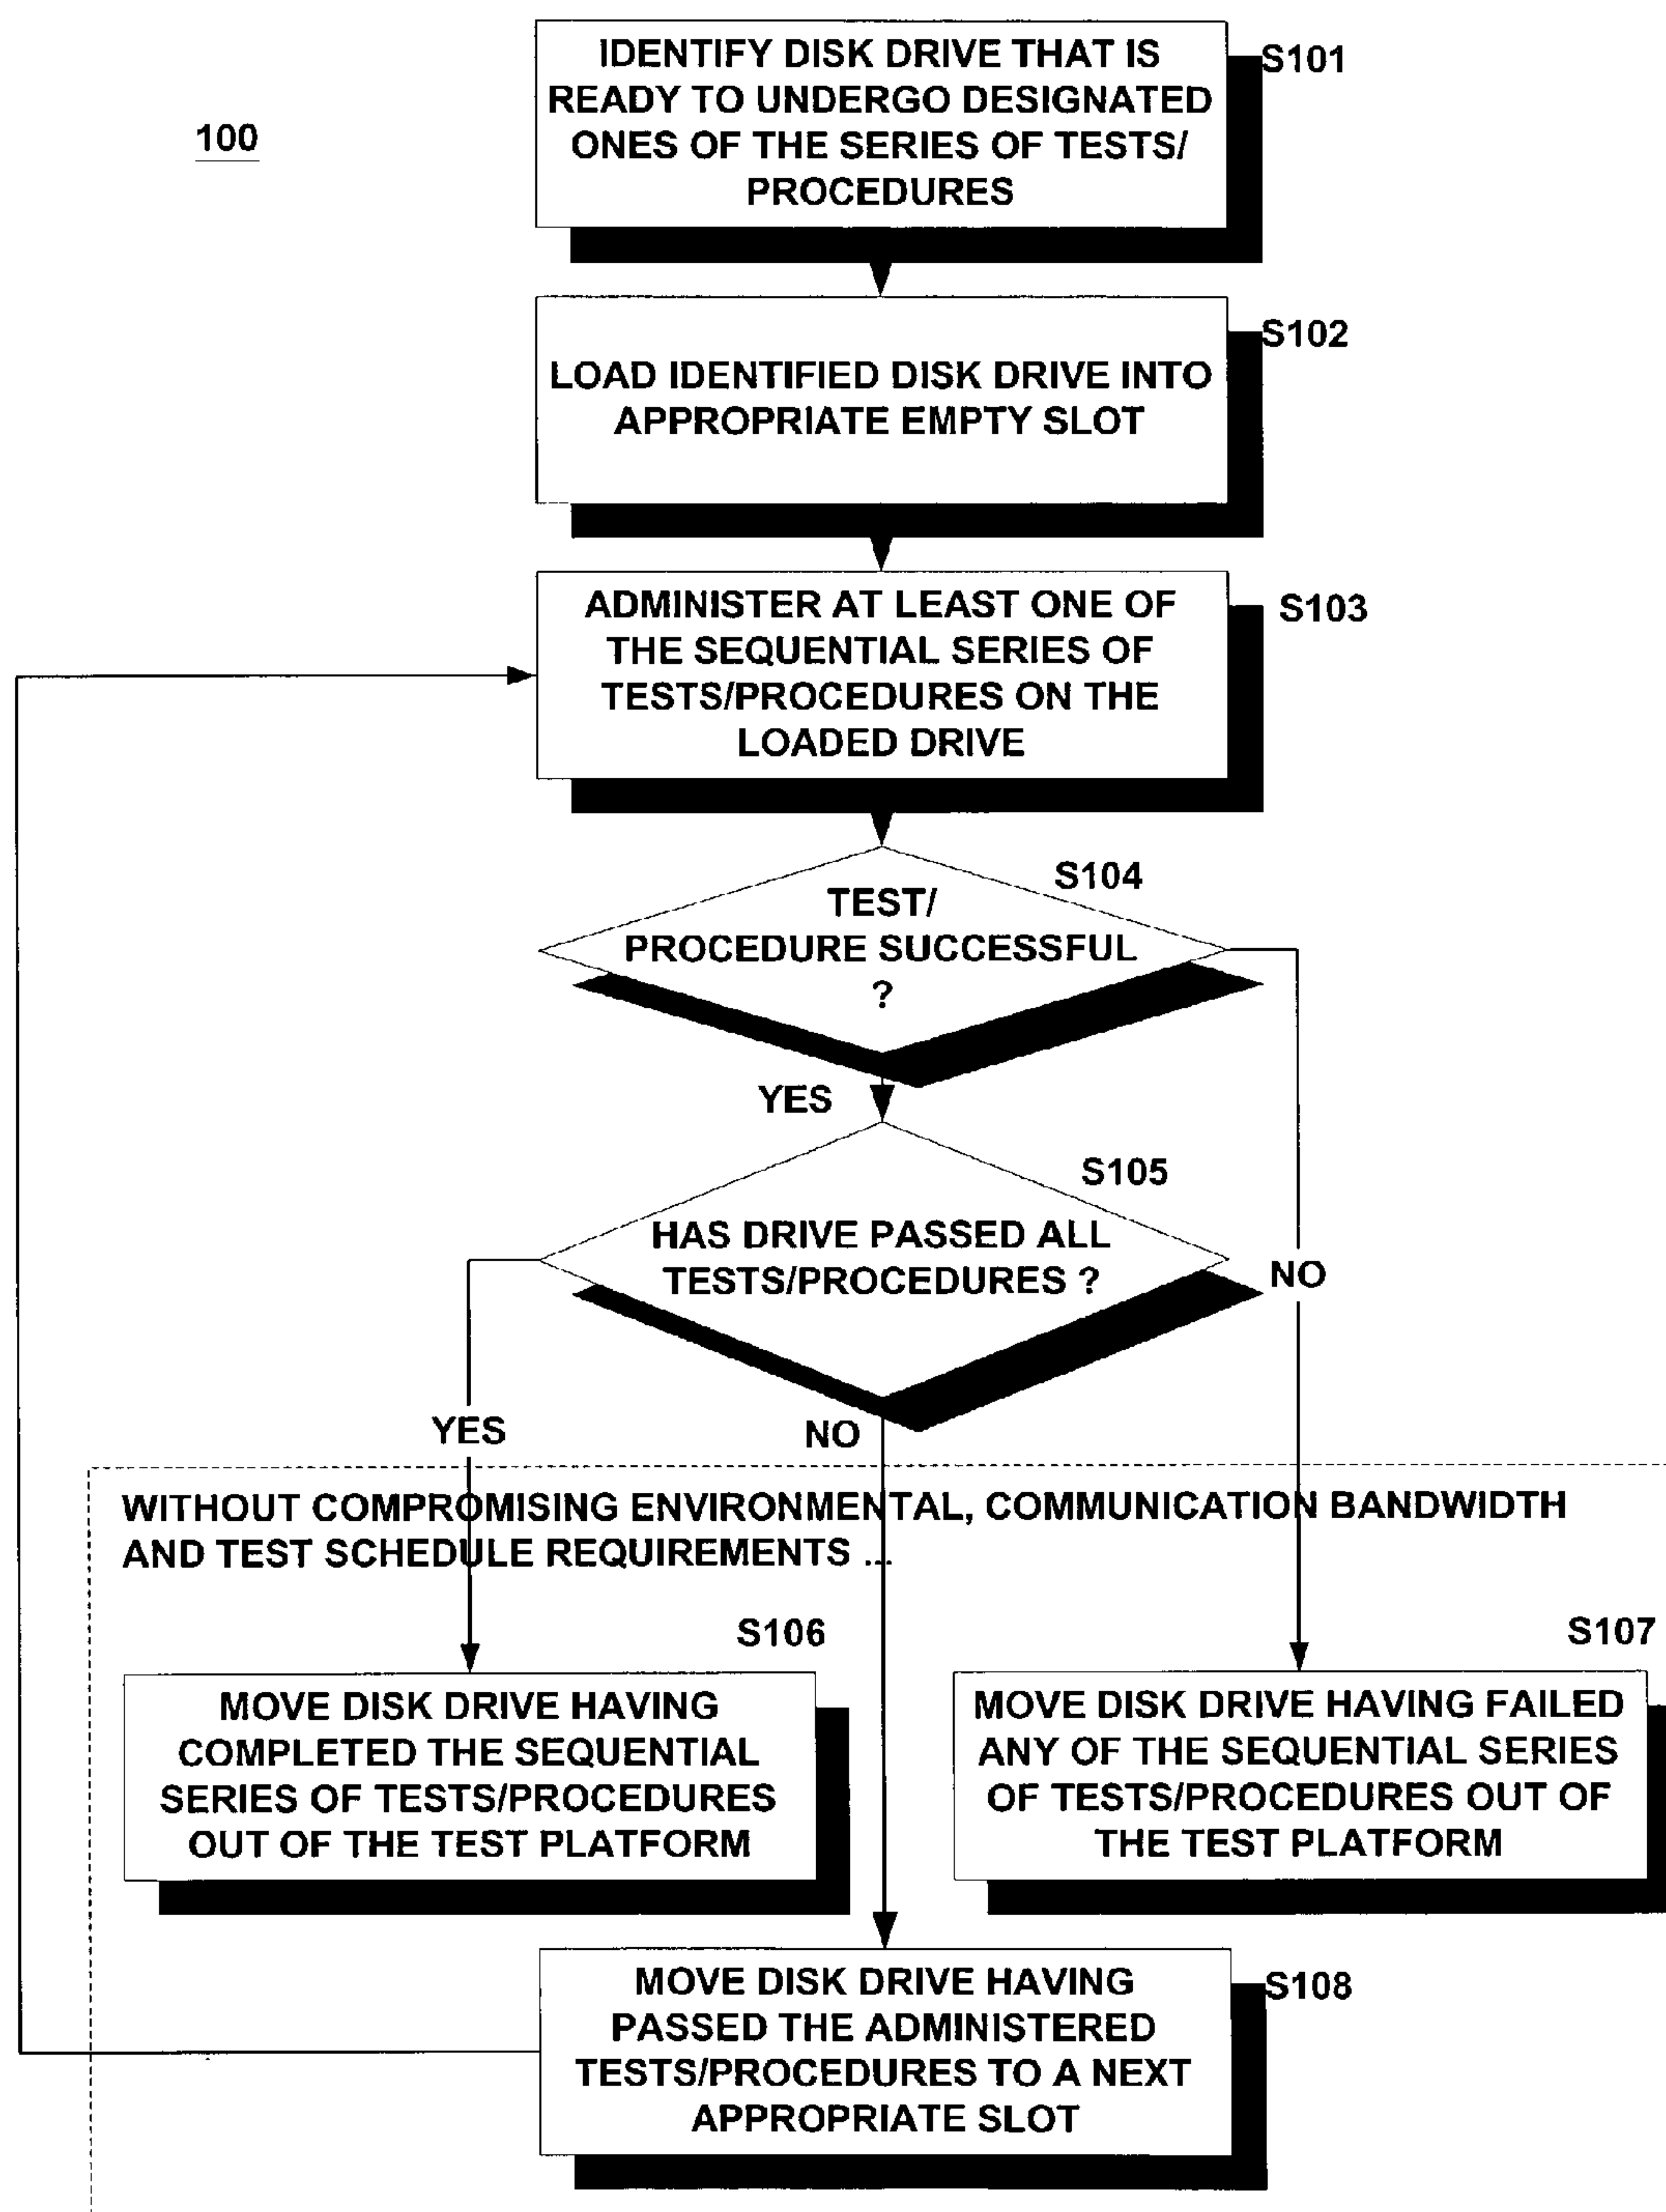 100
IDENTIFY DISK DRIVE THAT IS
READY TO UNDERGO DESIGNATED
ONES OF THE SERIES OF TESTS/
PROCEDURES
S101
LOAD IDENTIFIED DISK DRIVE INTO
APPROPRIATE EMPTY SLOT
S102
ADMINISTER AT LEAST ONE OF
THE SEQUENTIAL SERIES OF
TESTS/PROCEDURES ON THE
LOADED DRIVE
S103
S104
TEST/
PROCEDURE SUCCESSFUL
?
YES
S105
HAS DRIVE PASSED ALL
TESTS/PROCEDURES ?
NO
YES
NO
WITHOUT COMPROMISING ENVIRONMENTAL, COMMUNICATION BANDWIDTH
AND TEST SCHEDULE REQUIREMENTS ...
S106
MOVE DISK DRIVE HAVING
COMPLETED THE SEQUENTIAL
SERIES OF TESTS/PROCEDURES
OUT OF THE TEST PLATFORM
S107
MOVE DISK DRIVE HAVING FAILED
ANY OF THE SEQUENTIAL SERIES
OF TESTS/PROCEDURES OUT OF
THE TEST PLATFORM
S108
MOVE DISK DRIVE HAVING
PASSED THE ADMINISTERED
TESTS/PROCEDURES TO A NEXT
APPROPRIATE SLOT